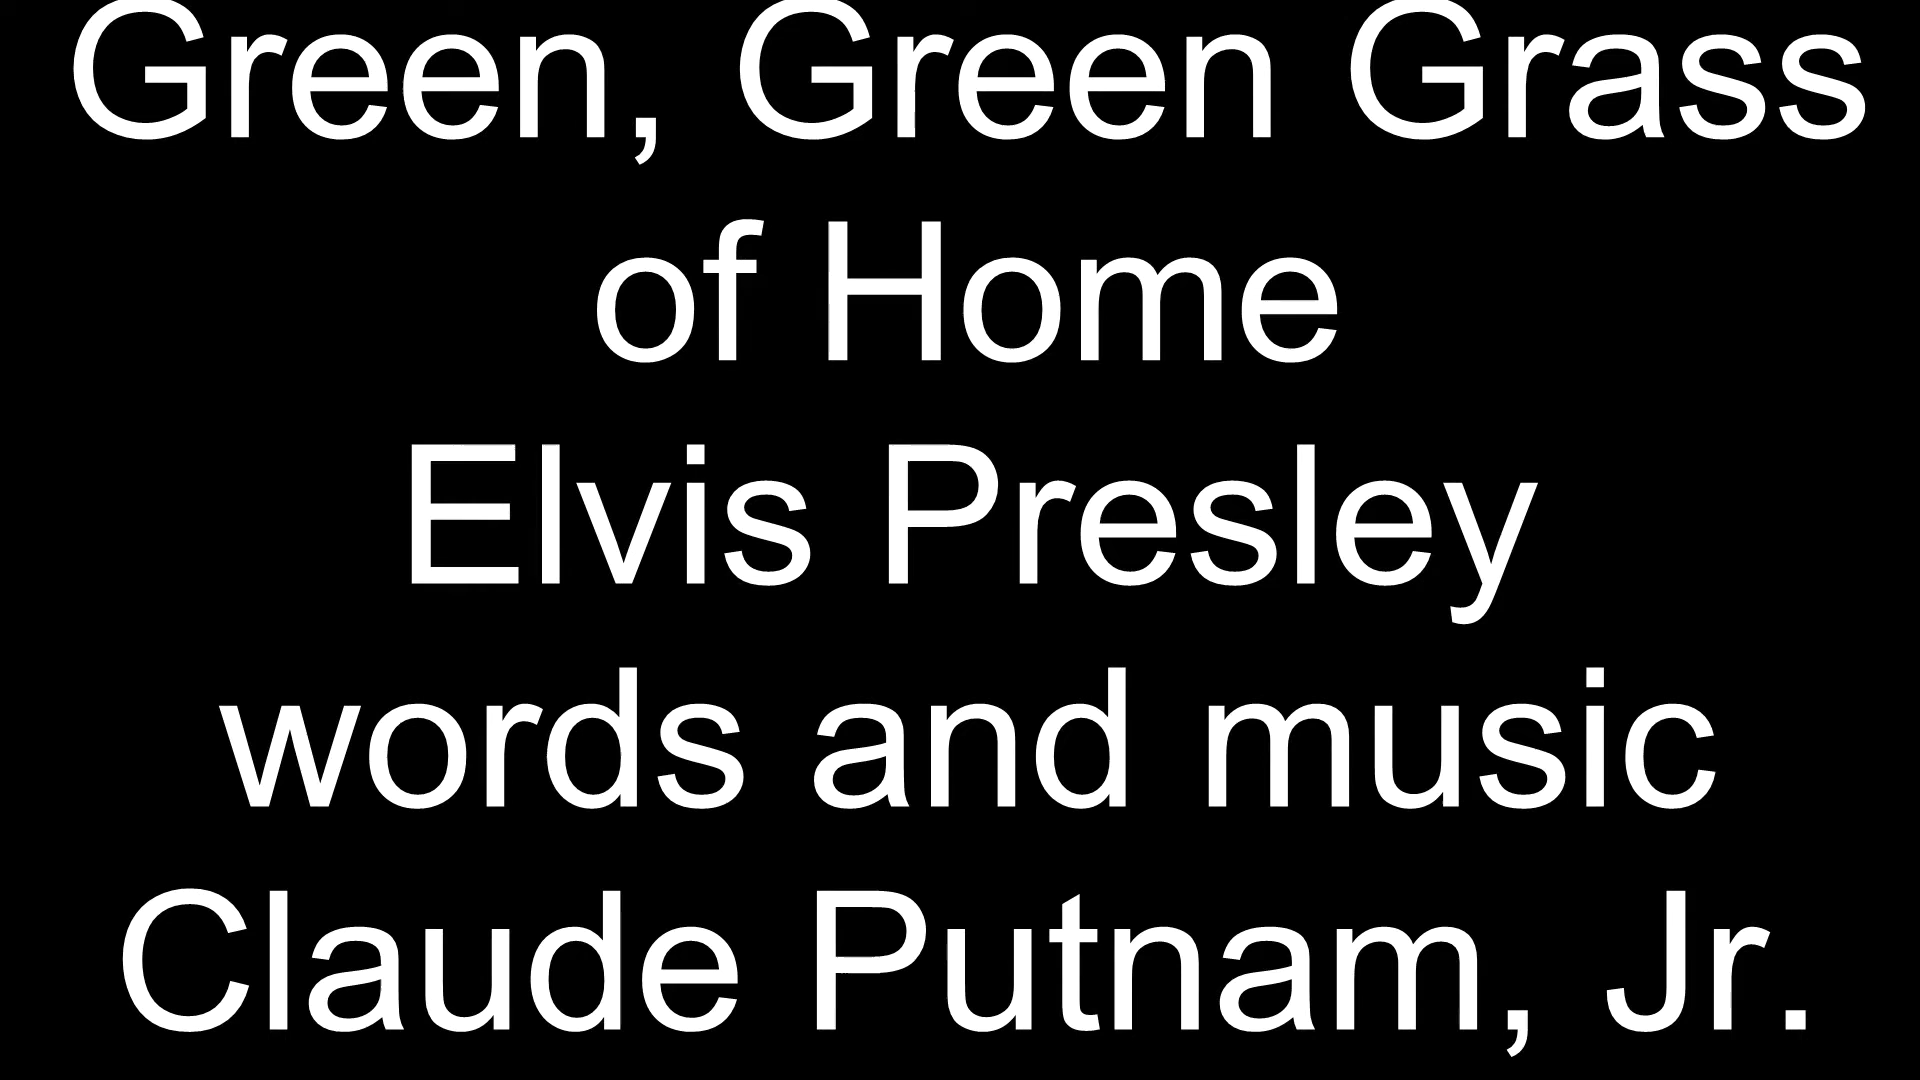 Green, Green Grass
of Home
Elvis Presley
words and music
Claude Putnam, Jr.